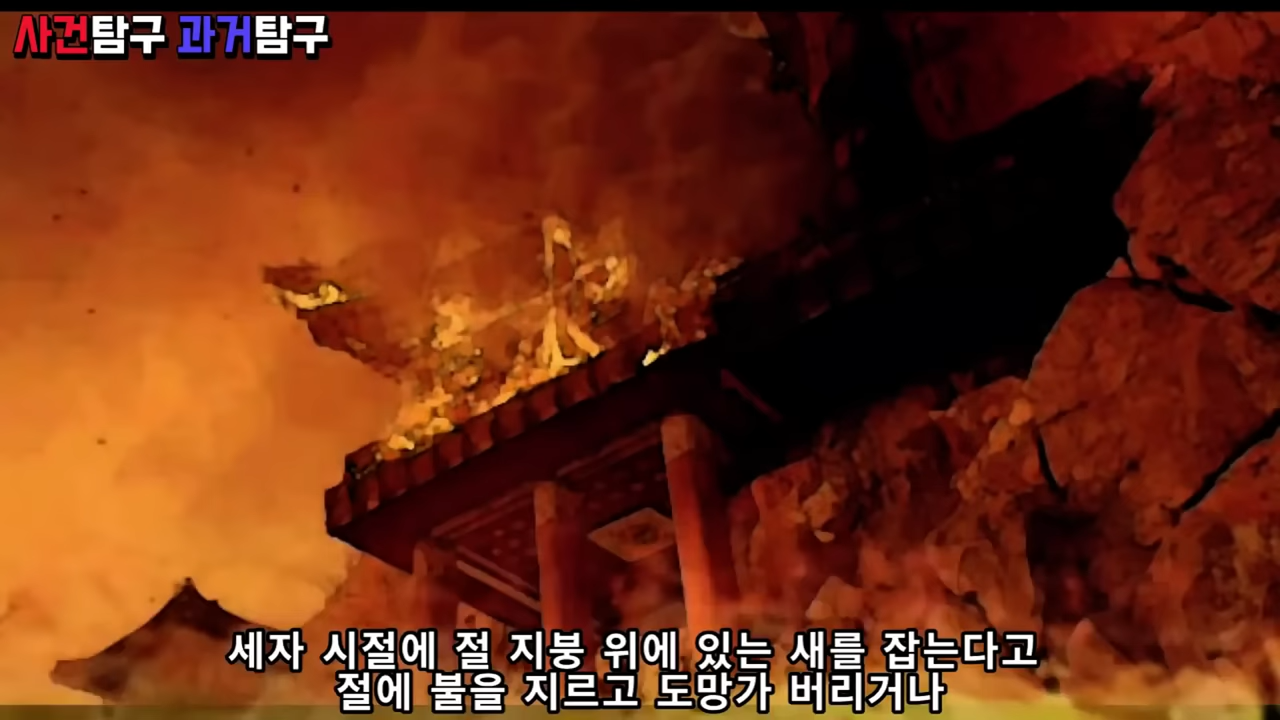 사건탐구 과거탐구
세자 시절에 절 지붕 위에 있는 새를 잡는다고
절에 불을 지르고 도망가 버리거나